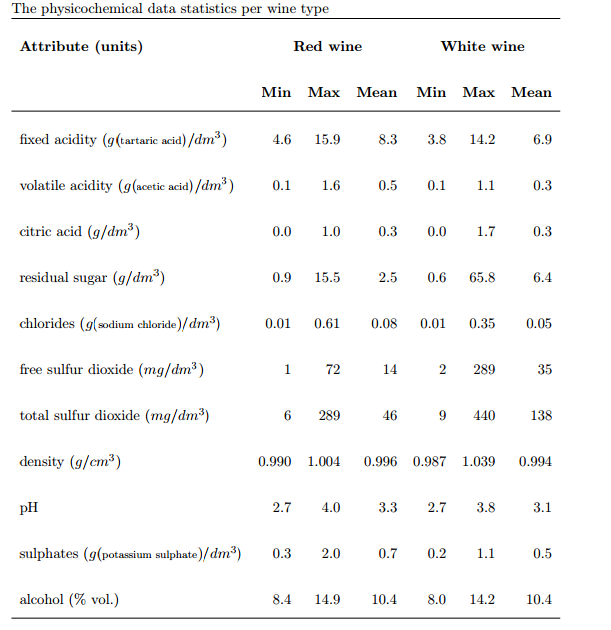 The physicochemical data statistics per wine type
Attribute (units) Red wine White wine
Min Max Mean Min Max Mean
fixed acidity (g(tartaric acid)/dm³) 4.6 15.9 8.3 3.8 14.2 6.9
volatile acidity (g(acetic acid)/dm³) 0.1 1.6 0.5 0.1 1.1 0.3
citric acid (g/dm³) 0.0 1.0 0.3 0.0 1.7 0.3
residual sugar (g/dm³) 0.9 15.5 2.5 0.6 65.8 6.4
chlorides (g(sodium chloride)/dm³) 0.01 0.61 0.08 0.01 0.35 0.05
free sulfur dioxide (mg/dm³) 1 72 14 2 289 35
total sulfur dioxide (mg/dm³) 6 289 46 9 440 138
density (g/cm³) 0.990 1.004 0.996 0.987 1.039 0.994
pH 2.7 4.0 3.3 2.7 3.8 3.1
sulphates (g(potassium sulphate)/dm³) 0.3 2.0 0.7 0.2 1.1 0.5
alcohol (% vol.) 8.4 14.9 10.4 8.0 14.2 10.4